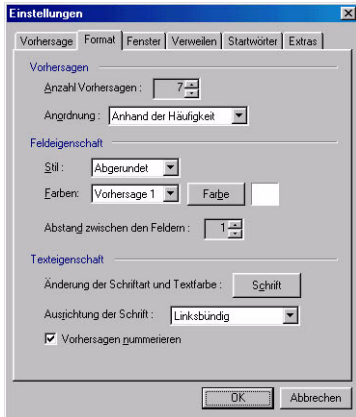 Einstellungen
Vorhersage Format Fenster Verweilen Startwörter Extras
Vorhersagen
Anzahl Vorhersagen : 7
Angrdnung : Anhand der Häufigkeit
Feldeigenschaft
Stil : Abgerundet
Farben: Vorhersage 1 Farbe
Abstand zwischen den Feldern : 1
Texteigenschaft
Änderung der Schriftart und Textfarbe : Schrift
Ausrichtung der Schrift : Linksbündig
Vorhersagen nummerieren
OK Abbrechen